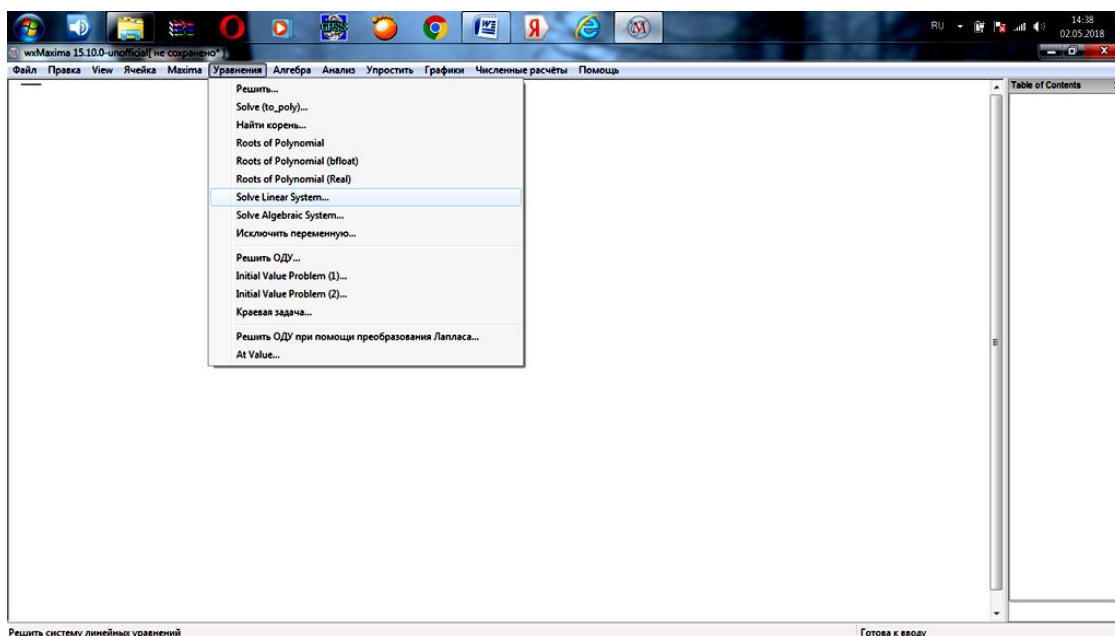 RU 14:38
02.05.2018
wxMaxima 15.10.0-unofficial[ не сохранено* ]
Файл Правка View Ячейка Maxima Уравнения Алгебра Анализ Упростить Графики Численные расчёты Помощь
Решить...
Solve (to_poly)...
Найти корень...
Roots of Polynomial
Roots of Polynomial (bfloat)
Roots of Polynomial (Real)
Solve Linear System...
Solve Algebraic System...
Исключить переменную...
Решить ОДУ...
Initial Value Problem (1)...
Initial Value Problem (2)...
Краевая задача...
Решить ОДУ при помощи преобразования Лапласа...
At Value...
Table of Contents
Решить систему линейных уравнений Готова к вводу